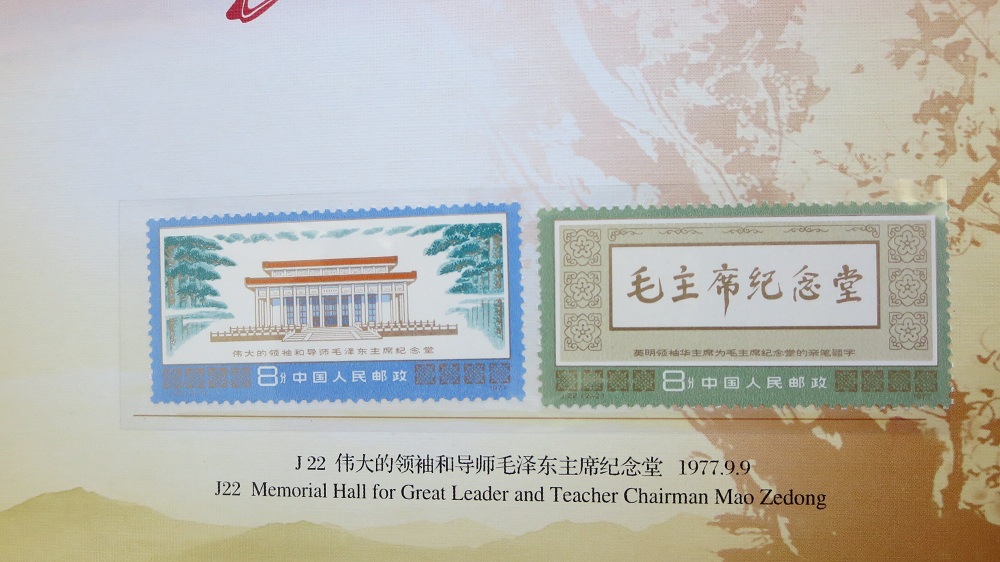 伟大的领袖和导师毛泽东主席纪念堂
8分 中国人民邮政
毛主席纪念堂
英明领袖华主席为毛主席纪念堂的亲笔题字
8分 中国人民邮政
J22 伟大的领袖和导师毛泽东主席纪念堂 1977.9.9
J22 Memorial Hall for Great Leader and Teacher Chairman Mao Zedong